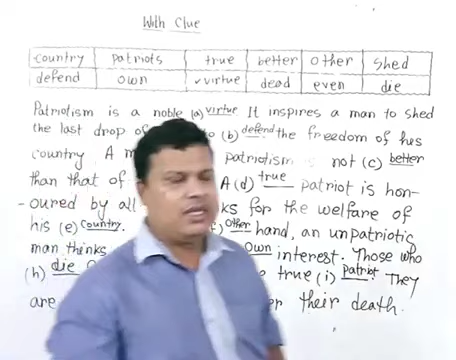 With Clue
country patriots true better other shed
defend own virtue dead even die
Patriotism is a noble (a) virtue It inspires a man to shed
the last drop of (b) defend the freedom of his
country. A patriotism is not (c) better
than that of A (d) true patriot is hon-
-oured by all for the welfare of
his (e) country. Other hand, an unpatriotic
man thinks own interest. Those who
(h) die true (i) patriot They
are their death.